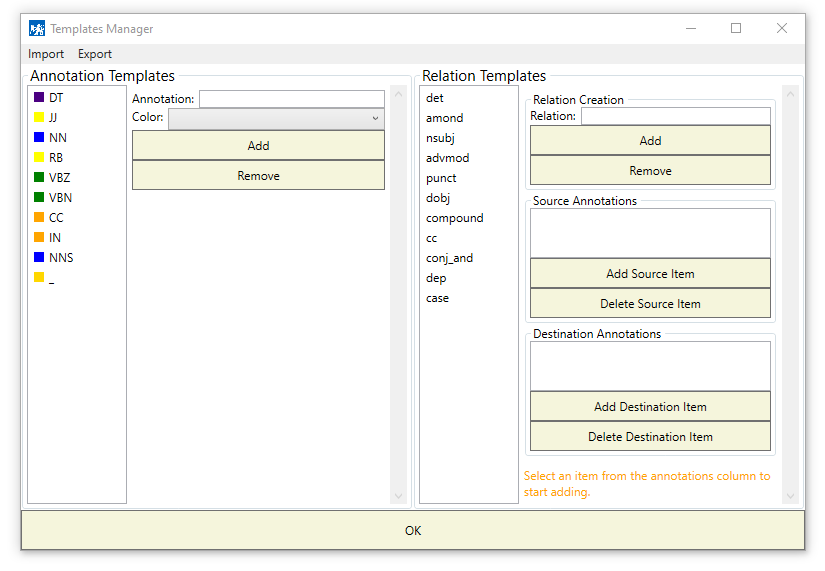 Templates Manager
Import Export
Annotation Templates
DT
JJ
NN
RB
VBZ
VBN
CC
IN
NNS
_
Annotation:
Color:
Add
Remove
Relation Templates
det
amond
nsubj
advmod
punct
dobj
compound
cc
conj_and
dep
case
Relation Creation
Relation:
Add
Remove
Source Annotations
Add Source Item
Delete Source Item
Destination Annotations
Add Destination Item
Delete Destination Item
Select an item from the annotations column to
start adding.
OK